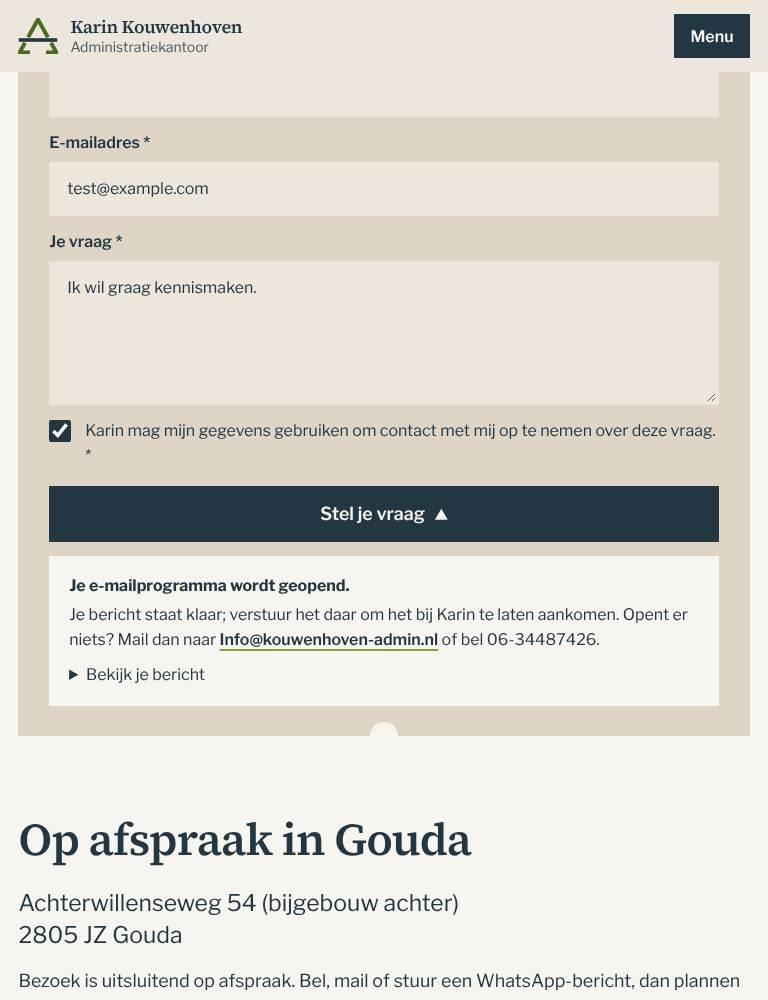 Karin Kouwenhoven
Administratiekantoor
Menu
E-mailadres *
test@example.com
Je vraag *
Ik wil graag kennismaken.
Karin mag mijn gegevens gebruiken om contact met mij op te nemen over deze vraag.
*
Stel je vraag
Je e-mailprogramma wordt geopend.
Je bericht staat klaar; verstuur het daar om het bij Karin te laten aankomen. Opent er
niets? Mail dan naar Info@kouwenhoven-admin.nl of bel 06-34487426.
Bekijk je bericht
Op afspraak in Gouda
Achterwillenseweg 54 (bijgebouw achter)
2805 JZ Gouda
Bezoek is uitsluitend op afspraak. Bel, mail of stuur een WhatsApp-bericht, dan plannen